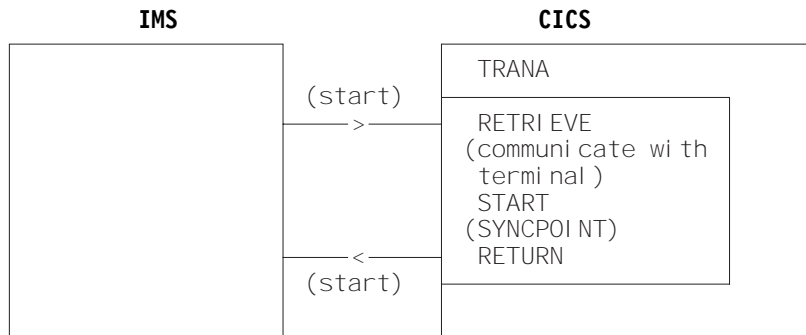 IMS
CICS
TRANA
(start)
>
RETRIEVE
(communicate with
terminal)
START
(SYNCPOINT)
RETURN
<
(start)